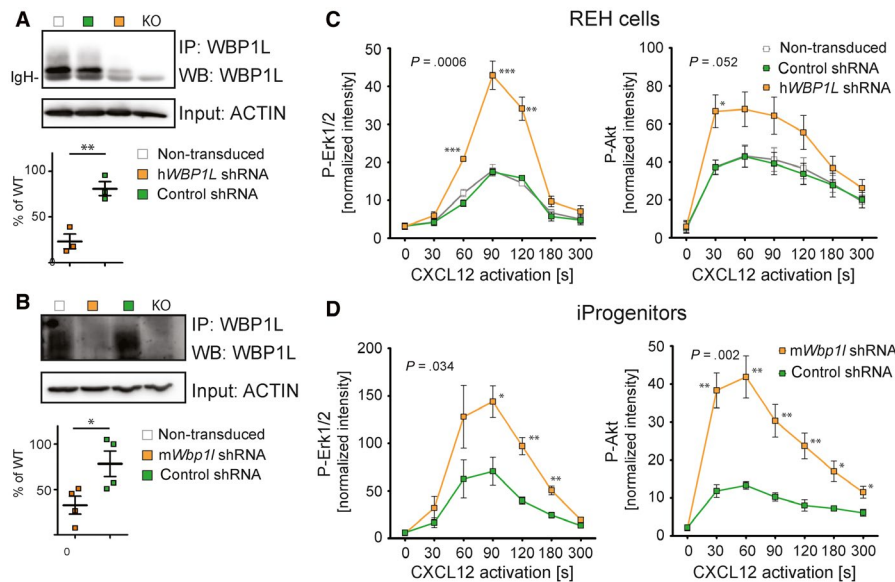 A
KO
IP: WBP1L
IgH-
WB: WBP1L
Input: ACTIN
**
% of WT
100
50
0
Non-transduced
hWBP1L shRNA
Control shRNA
B
KO
IP: WBP1L
WB: WBP1L
Input: ACTIN
*
% of WT
100
50
0
Non-transduced
mWbp1l shRNA
Control shRNA
C
REH cells
P-Erk1/2
[normalized intensity]
50
40
30
20
10
0
P = .0006
***
***
**
0 30 60 90 120 180 300
CXCL12 activation [s]
P-Akt
[normalized intensity]
100
80
60
40
20
0
P = .052
*
Non-transduced
Control shRNA
hWBP1L shRNA
0 30 60 90 120 180 300
CXCL12 activation [s]
D
iProgenitors
P-Erk1/2
[normalized intensity]
200
150
100
50
0
P = .034
*
**
**
0 30 60 90 120 180 300
CXCL12 activation [s]
P-Akt
[normalized intensity]
50
40
30
20
10
0
P = .002
**
**
**
**
*
*
mWbp1l shRNA
Control shRNA
0 30 60 90 120 180 300
CXCL12 activation [s]